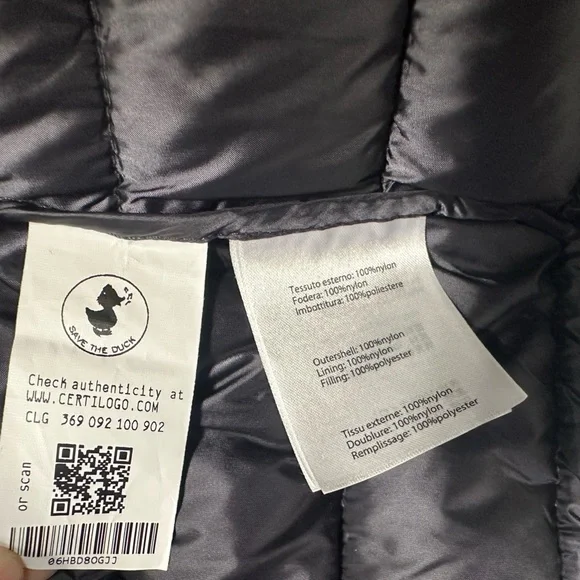 SAVE THE DUCK
Check authenticity at
WWW.CERTILOGO.COM
CLG 369 092 100 902
or scan
06HBD8OGJJ
Tessuto esterno: 100%nylon
Fodera: 100%nylon
Imbottitura: 100%poliestere
Outershell: 100%nylon
Lining: 100%nylon
Filling: 100%polyester
Tissu externe: 100%nylon
Doublure: 100%nylon
Remplissage: 100%polyester